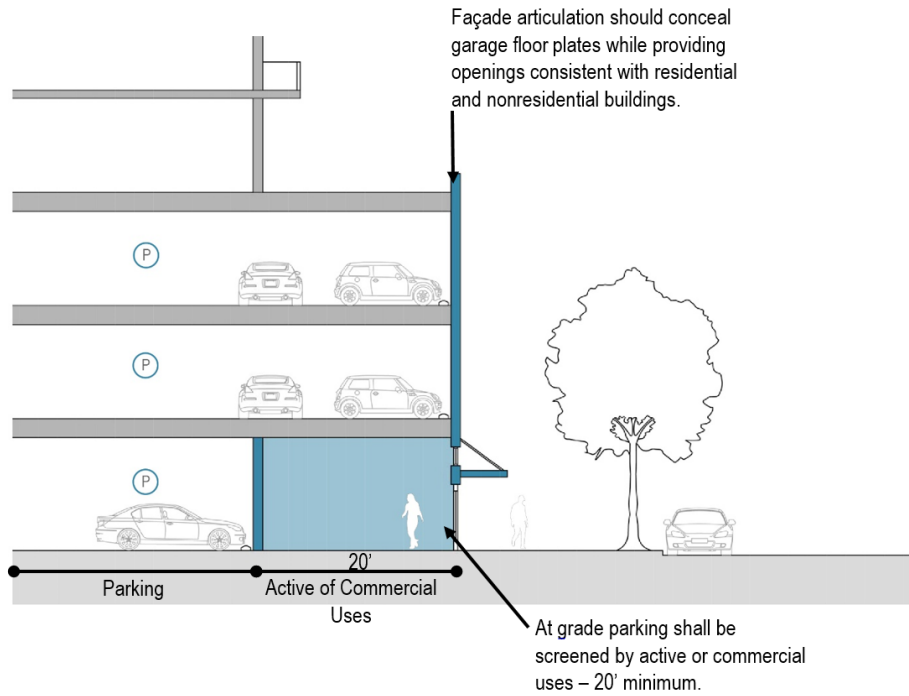 Façade articulation should conceal
garage floor plates while providing
openings consistent with residential
and nonresidential buildings.
P
P
P
20'
Parking
Active of Commercial
Uses
At grade parking shall be
screened by active or commercial
uses – 20' minimum.